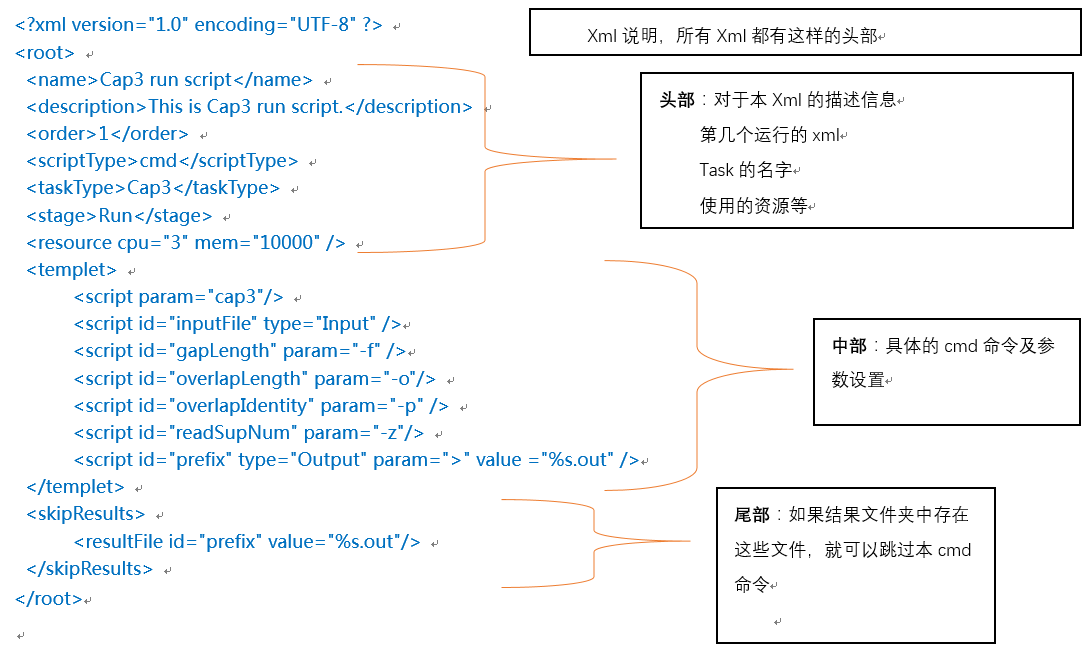 <?xml version="1.0" encoding="UTF-8" ?>
<root>
<name>Cap3 run script</name>
<description>This is Cap3 run script.</description>
<order>1</order>
<scriptType>cmd</scriptType>
<taskType>Cap3</taskType>
<stage>Run</stage>
<resource cpu="3" mem="10000" />
<templet>
<script param="cap3"/>
<script id="inputFile" type="Input" />
<script id="gapLength" param="-f" />
<script id="overlapLength" param="-o"/>
<script id="overlapIdentity" param="-p" />
<script id="readSupNum" param="-z"/>
<script id="prefix" type="Output" param=">" value ="%s.out" />
</templet>
<skipResults>
<resultFile id="prefix" value="%s.out"/>
</skipResults>
</root>
Xml 说明，所有 Xml 都有这样的头部
头部：对于本 Xml 的描述信息
第几个运行的 xml
Task 的名字
使用的资源等
中部：具体的 cmd 命令及参
数设置
尾部：如果结果文件夹中存在
这些文件，就可以跳过本 cmd
命令